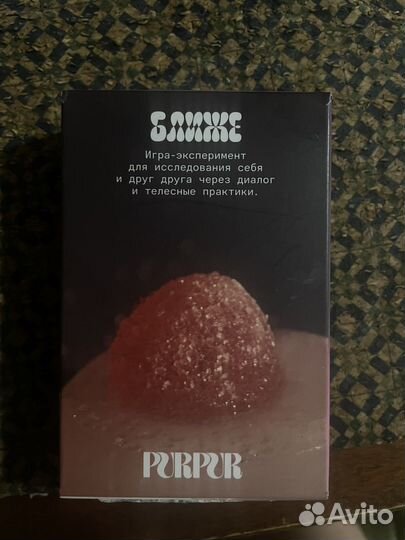 БЛИЖЕ
Игра-эксперимент
для исследования себя
и друг друга через диалог
и телесные практики.
PURPUR
Avito